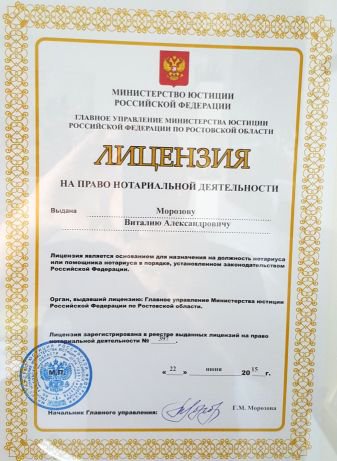 МИНИСТЕРСТВО ЮСТИЦИИ
РОССИЙСКОЙ ФЕДЕРАЦИИ
ГЛАВНОЕ УПРАВЛЕНИЕ МИНИСТЕРСТВА ЮСТИЦИИ
РОССИЙСКОЙ ФЕДЕРАЦИИ ПО РОСТОВСКОЙ ОБЛАСТИ
ЛИЦЕНЗИЯ
НА ПРАВО НОТАРИАЛЬНОЙ ДЕЯТЕЛЬНОСТИ
Выдана Морозову
Виталию Александровичу
Лицензия является основанием для назначения на должность нотариуса
или помощника нотариуса в порядке, установленном законодательством
Российской Федерации.
Орган, выдавший лицензию: Главное управление Министерства юстиции
Российской Федерации по Ростовской области.
Лицензия зарегистрирована в реестре выданных лицензий на право
нотариальной деятельности №
« 22 » июня 2015г.
М.П.
Начальник Главного управления: Г.М. Морозова